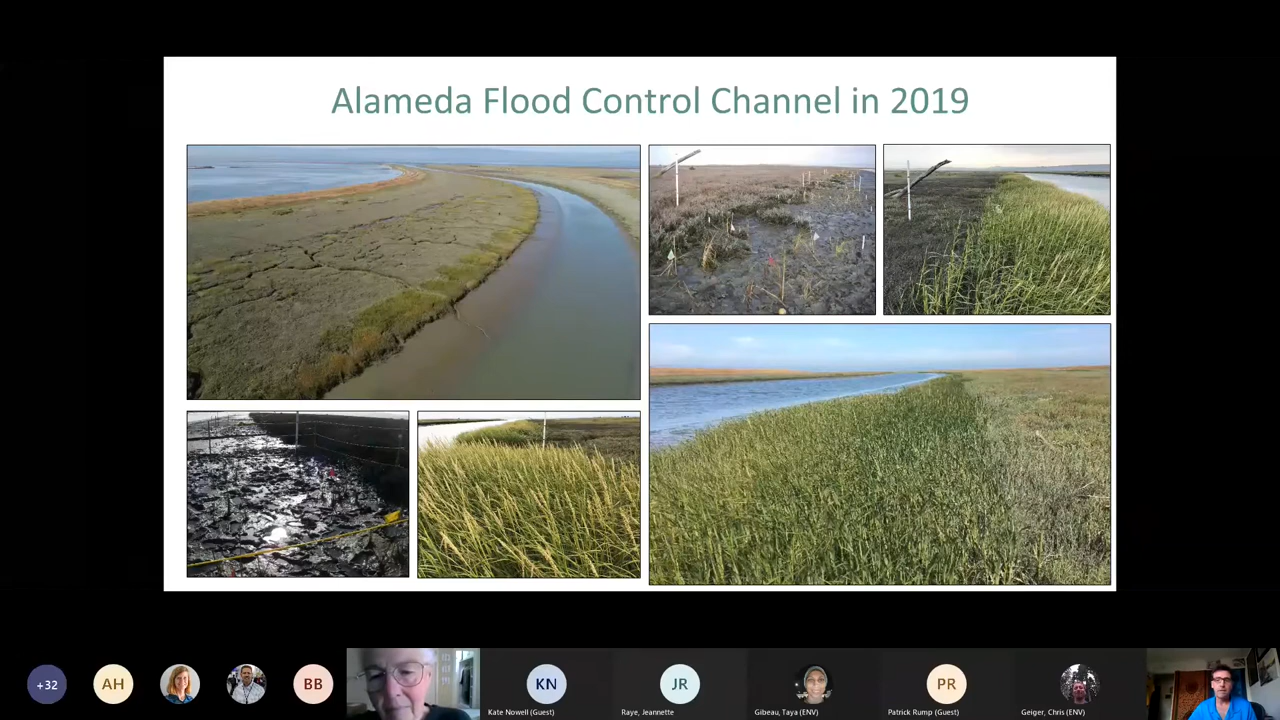 Alameda Flood Control Channel in 2019
+32
AH
BB
KN
JR
PR
Kate Nowell (Guest)
Raye, Jeannette
Gibeau, Taya (ENV)
Patrick Rump (Guest)
Geiger, Chris (ENV)